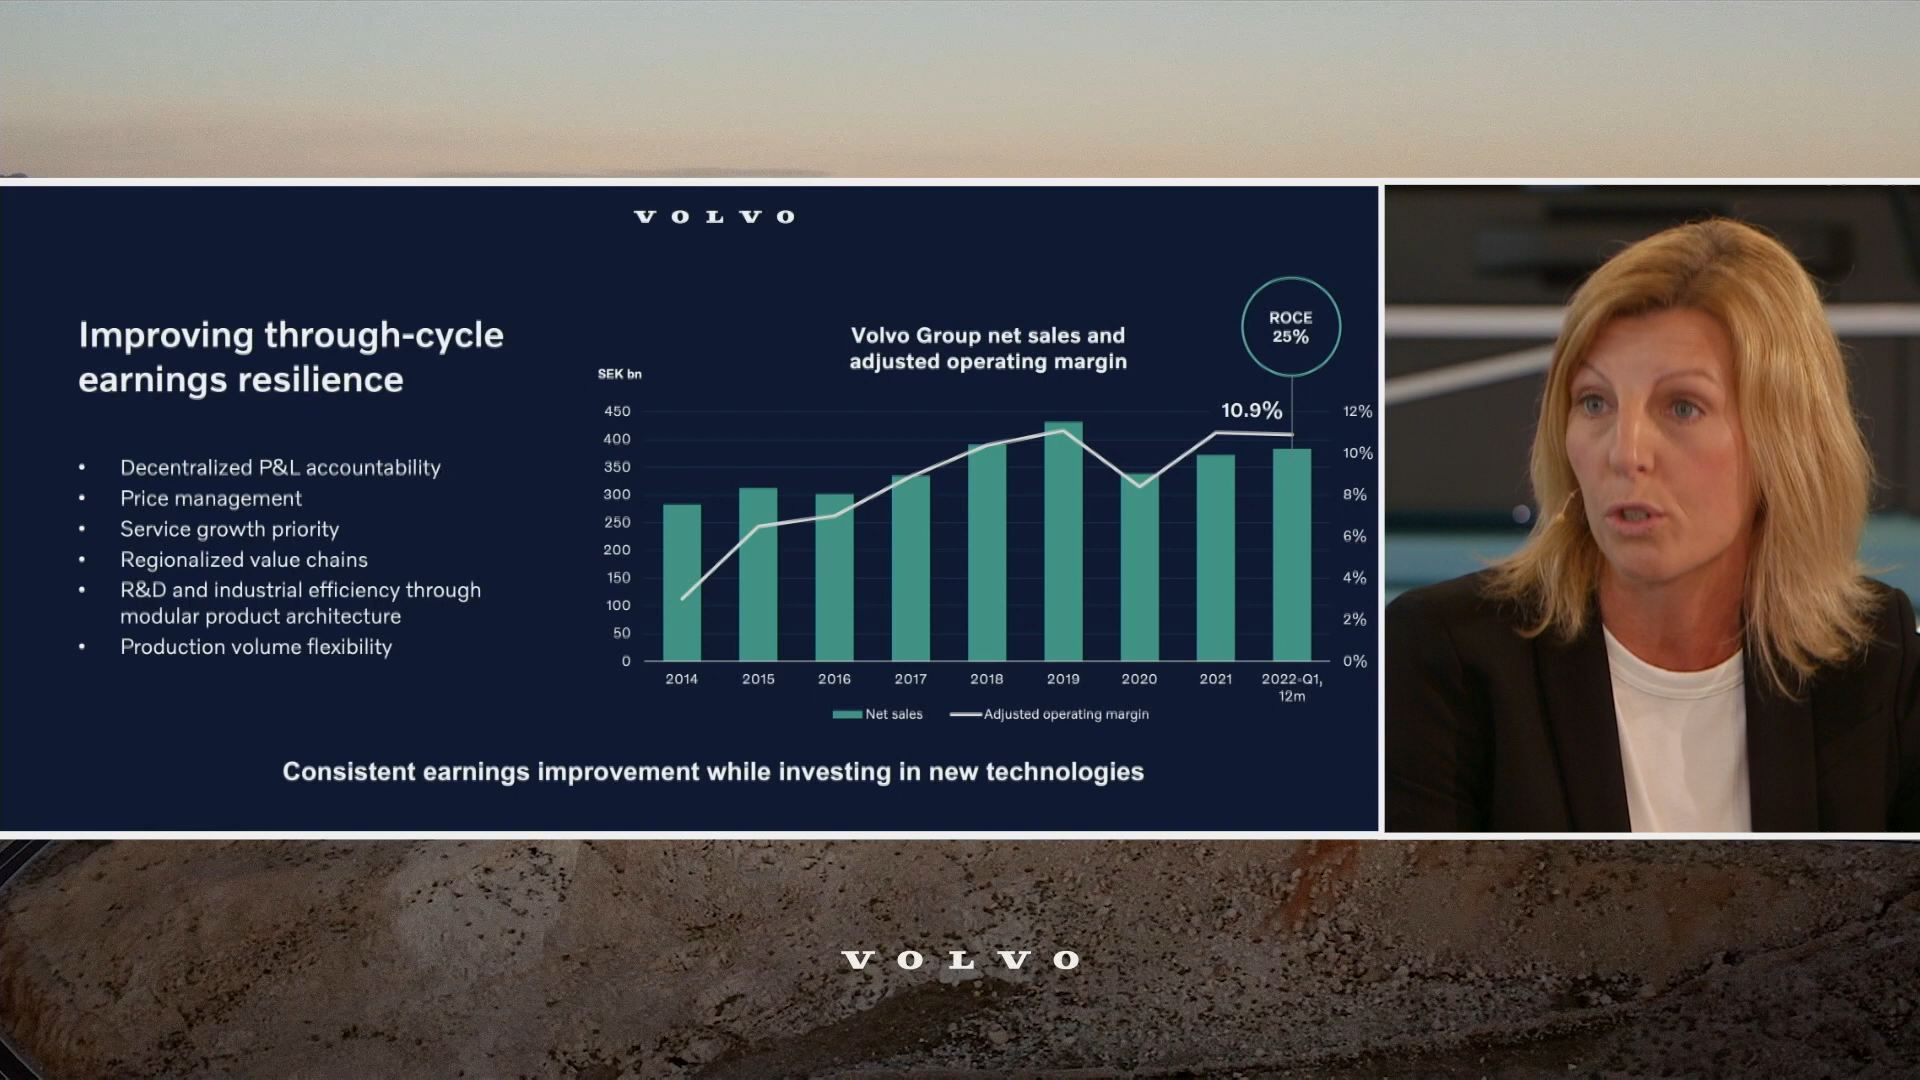 VOLVO
Improving through-cycle
earnings resilience
• Decentralized P&L accountability
• Price management
• Service growth priority
• Regionalized value chains
• R&D and industrial efficiency through
modular product architecture
• Production volume flexibility
Volvo Group net sales and
adjusted operating margin
ROCE
25%
SEK bn
10.9%
450
400
350
300
250
200
150
100
50
0
12%
10%
8%
6%
4%
2%
0%
2014 2015 2016 2017 2018 2019 2020 2021 2022-Q1,
12m
Net sales Adjusted operating margin
Consistent earnings improvement while investing in new technologies
VOLVO